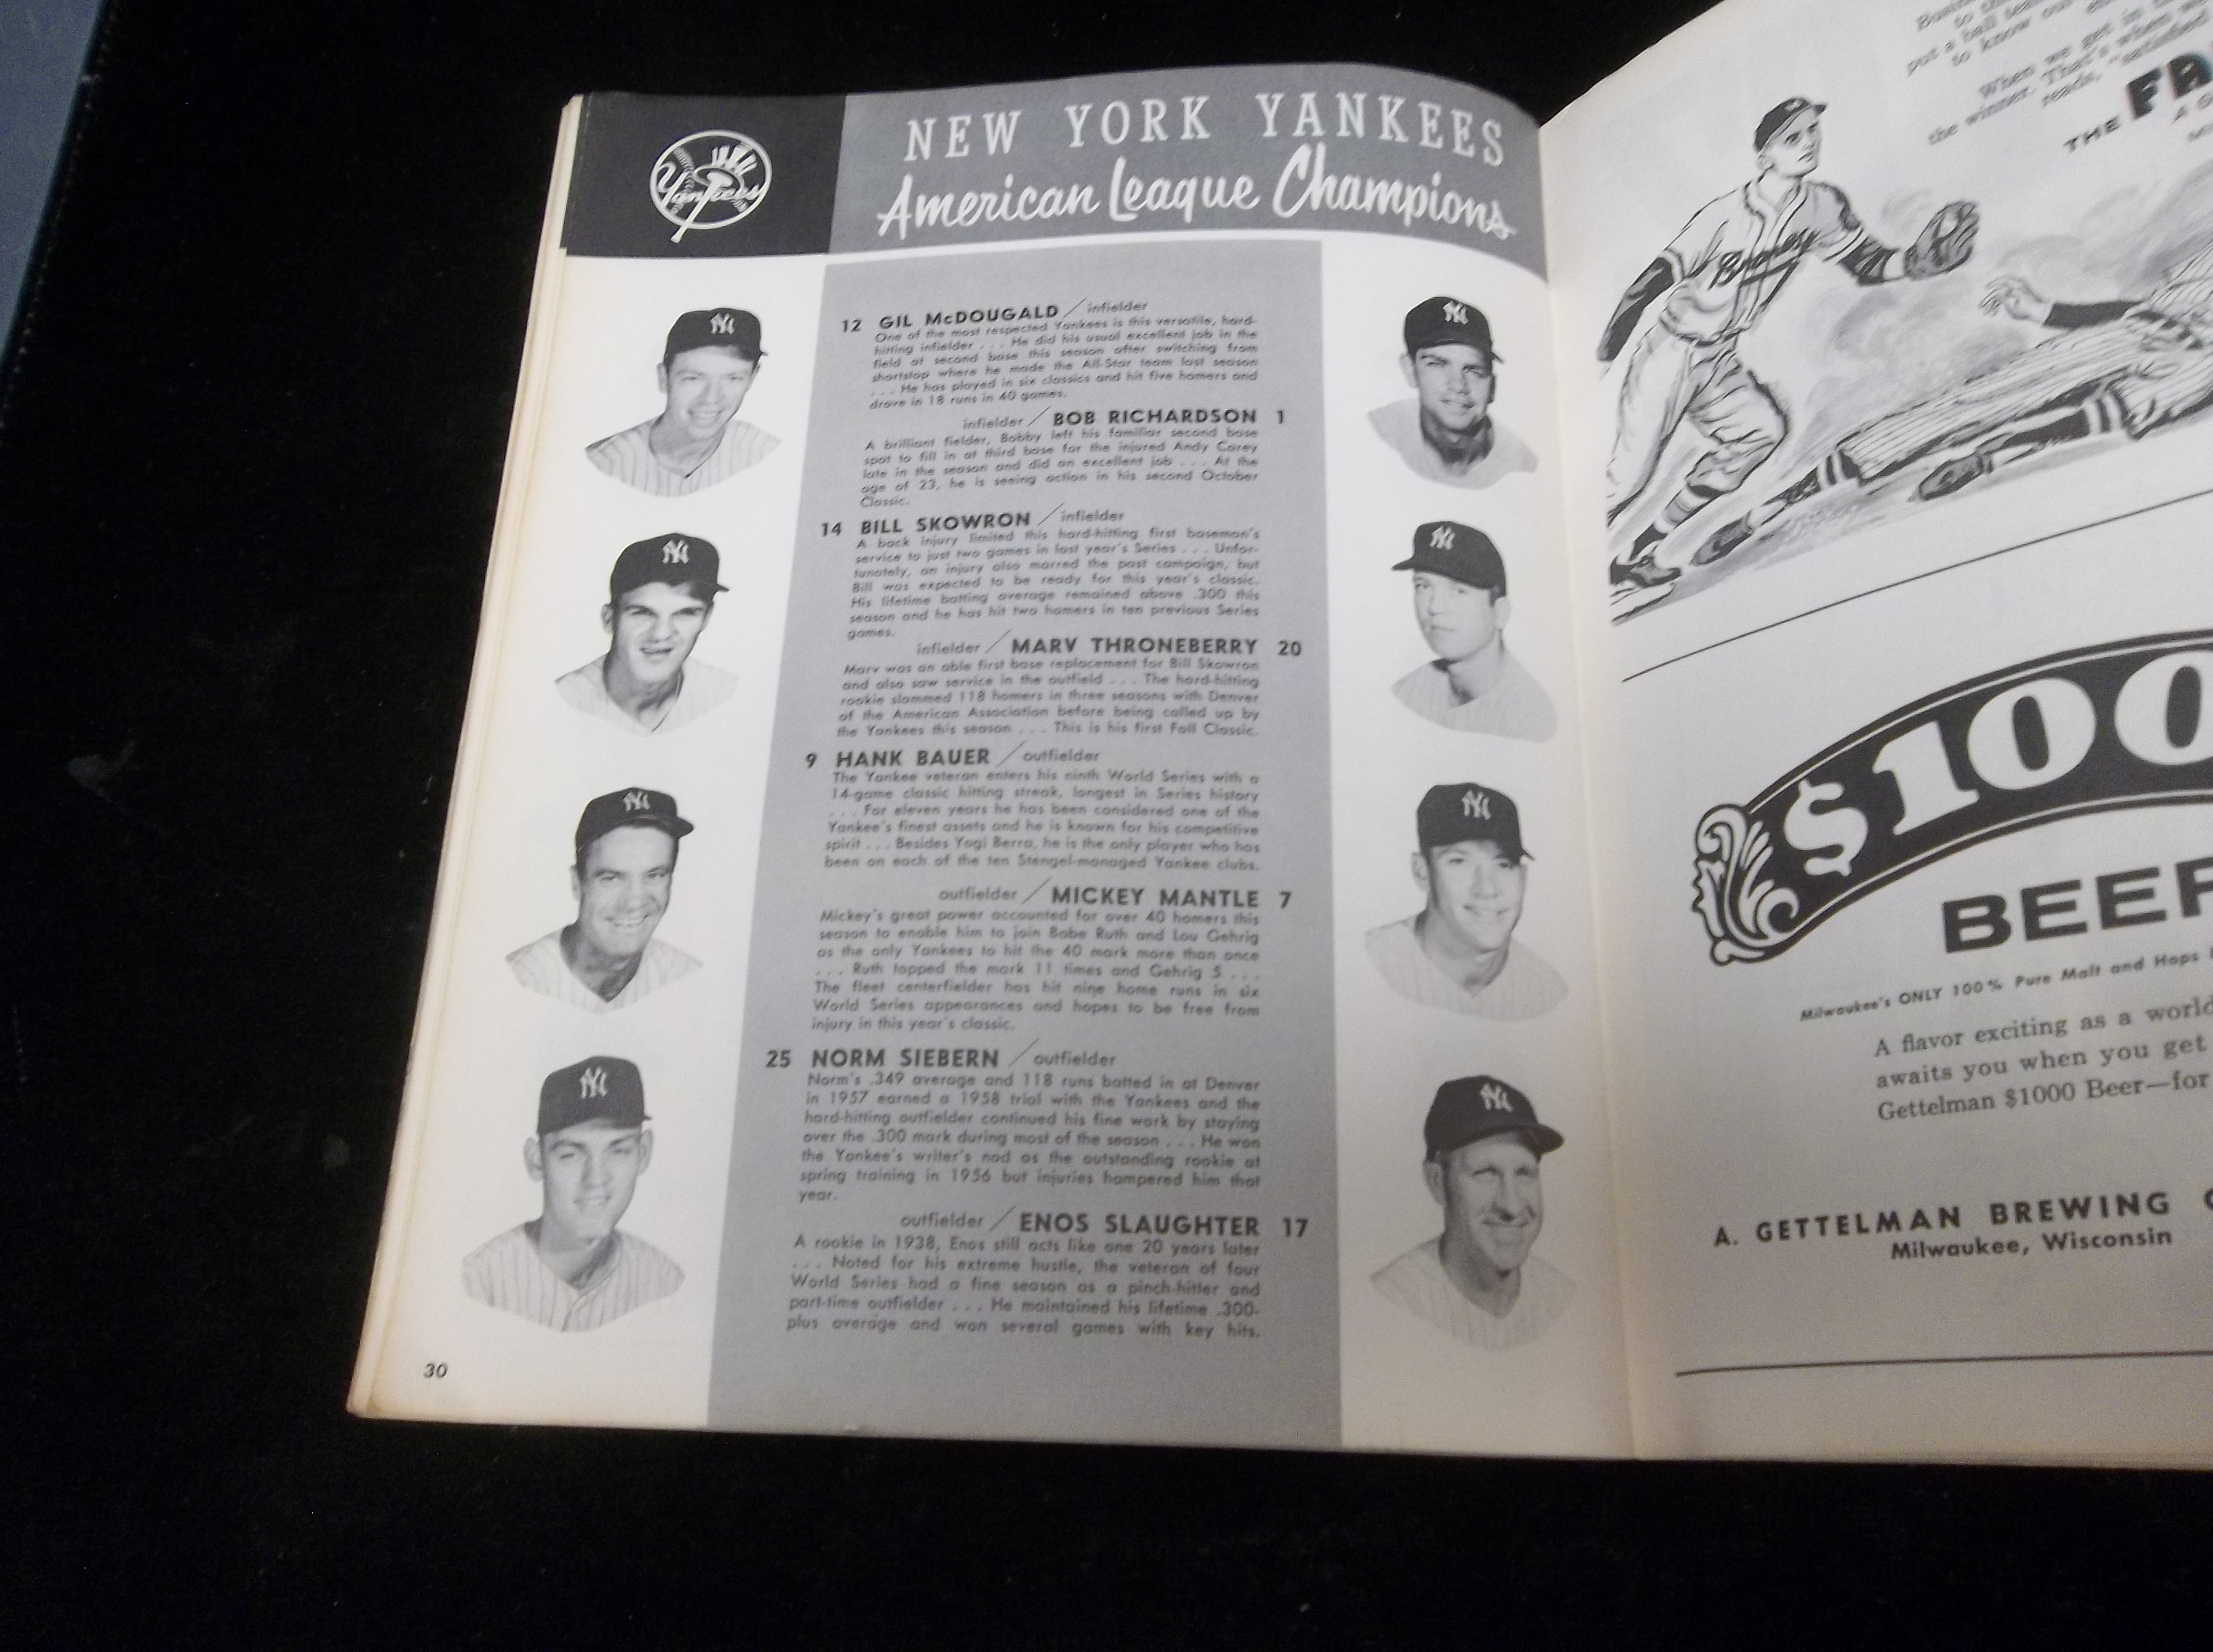 Yankees
NEW YORK YANKEES
American League Champions
12 GIL McDOUGALD / infielder
One of the most respected Yankees is this versatile, hard-
hitting infielder . . . He did his usual excellent job in the
field at second base this season after switching from
shortstop where he made the All-Star team last season
. . . He has played in six classics and hit five homers and
drove in 18 runs in 40 games.
infielder / BOB RICHARDSON 1
A brilliant fielder, Bobby left his familiar second base
spot to fill in at third base for the injured Andy Carey
late in the season and did an excellent job . . . At the
age of 23, he is seeing action in his second October
Classic.
14 BILL SKOWRON / infielder
A back injury limited this hard-hitting first baseman's
service to just two games in last year's Series . . . Unfor-
tunately, an injury also marred the past campaign, but
Bill was expected to be ready for this year's classic.
His lifetime batting average remained above .300 this
season and he has hit two homers in ten previous Series
games.
infielder / MARV THRONEBERRY 20
Marv was an able first base replacement for Bill Skowron
and also saw service in the outfield . . . The hard-hitting
rookie slammed 118 homers in three seasons with Denver
of the American Association before being called up by
the Yankees this season . . . This is his first Fall Classic.
9 HANK BAUER / outfielder
The Yankee veteran enters his ninth World Series with a
14-game classic hitting streak, longest in Series history
. . . For eleven years he has been considered one of the
Yankee's finest assets and he is known for his competitive
spirit . . . Besides Yogi Berra, he is the only player who has
been on each of the ten Stengel-managed Yankee clubs.
outfielder / MICKEY MANTLE 7
Mickey's great power accounted for over 40 homers this
season to enable him to join Babe Ruth and Lou Gehrig
as the only Yankees to hit the 40 mark more than once
. . . Ruth topped the mark 11 times and Gehrig 5 . . .
The fleet centerfielder has hit nine home runs in six
World Series appearances and hopes to be free from
injury in this year's classic.
25 NORM SIEBERN / outfielder
Norm's .349 average and 118 runs batted in at Denver
in 1957 earned a 1958 trial with the Yankees and the
hard-hitting outfielder continued his fine work by staying
over the .300 mark during most of the season . . . He won
the Yankee's writer's nod as the outstanding rookie at
spring training in 1956 but injuries hampered him that
year.
outfielder / ENOS SLAUGHTER 17
A rookie in 1938, Enos still acts like one 20 years later
. . . Noted for his extreme hustle, the veteran of four
World Series had a fine season as a pinch-hitter and
part-time outfielder . . . He maintained his lifetime .300-
plus average and won several games with key hits.
30
to know our
When we get in
the winner. That's when we
reads, "satisfied
THE FR
Braves
$100
BEER
Milwaukee's ONLY 100% Pure Malt and Hops
A flavor exciting as a world
awaits you when you get
Gettelman $1000 Beer—for
A. GETTELMAN BREWING
Milwaukee, Wisconsin